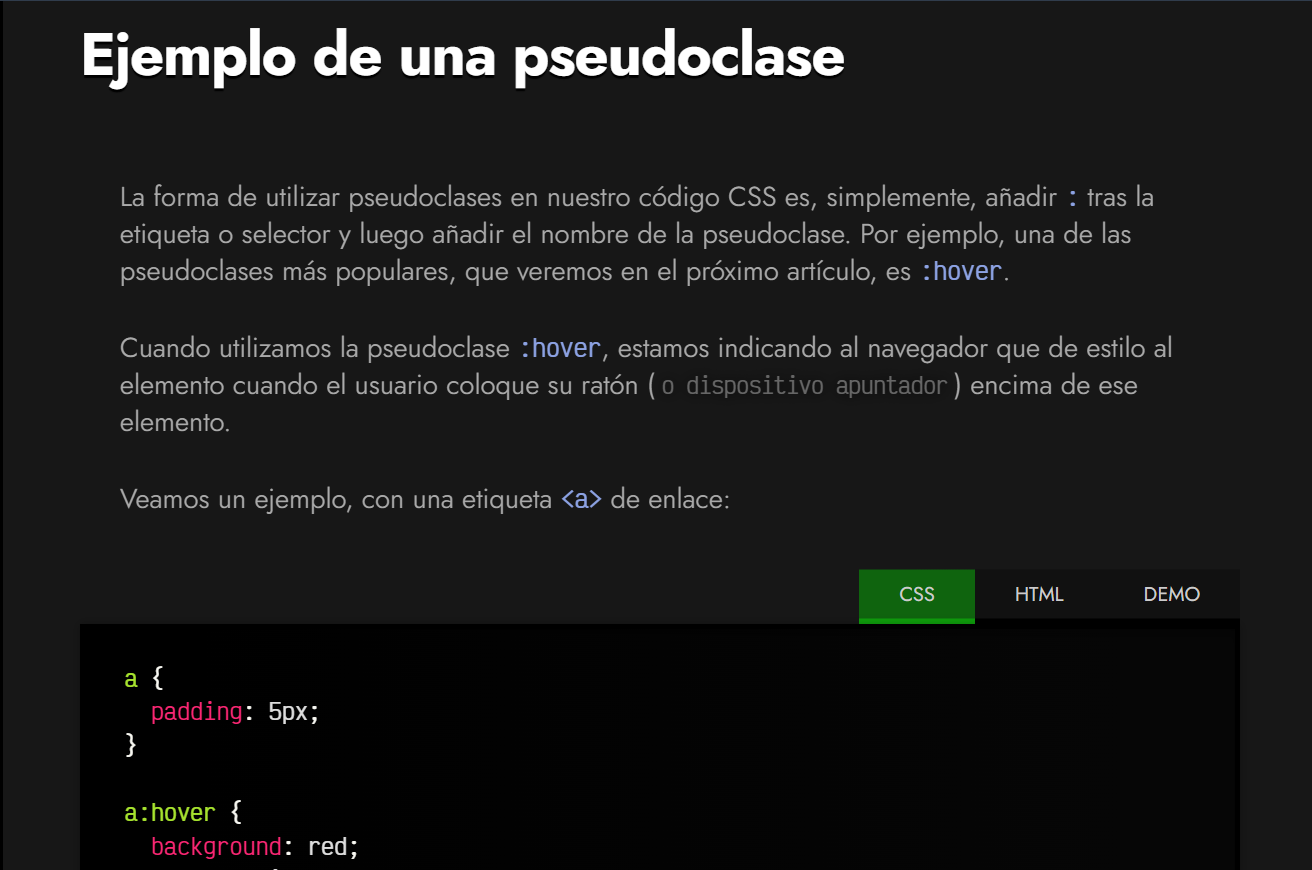 Ejemplo de una pseudoclase
La forma de utilizar pseudoclases en nuestro código CSS es, simplemente, añadir : tras la
etiqueta o selector y luego añadir el nombre de la pseudoclase. Por ejemplo, una de las
pseudoclases más populares, que veremos en el próximo artículo, es :hover.
Cuando utilizamos la pseudoclase :hover, estamos indicando al navegador que de estilo al
elemento cuando el usuario coloque su ratón (o dispositivo apuntador) encima de ese
elemento.
Veamos un ejemplo, con una etiqueta <a> de enlace:
CSS HTML DEMO
a {
  padding: 5px;
}
a:hover {
  background: red;